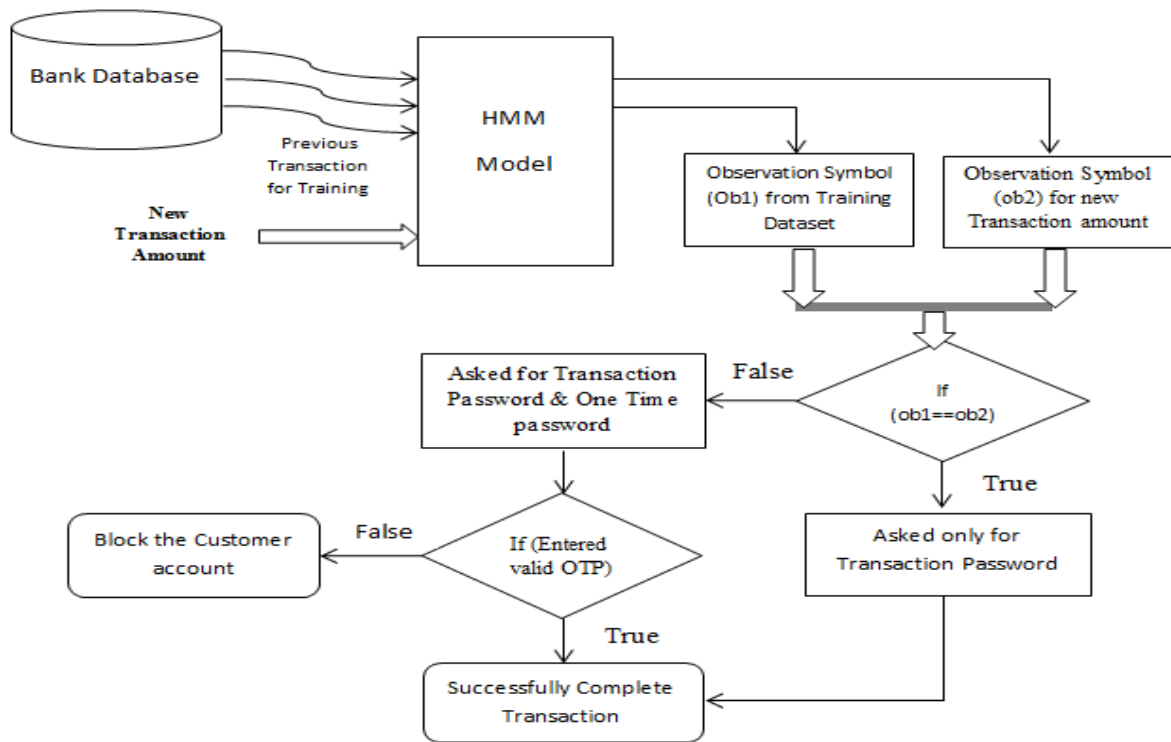 Bank Database
HMM
Model
Previous
Transaction
for Training
New
Transaction
Amount
Observation Symbol
(Ob1) from Training
Dataset
Observation Symbol
(ob2) for new
Transaction amount
If
(ob1==ob2)
False
True
Asked for Transaction
Password & One Time
password
Asked only for
Transaction Password
If (Entered
valid OTP)
False
True
Block the Customer
account
Successfully Complete
Transaction